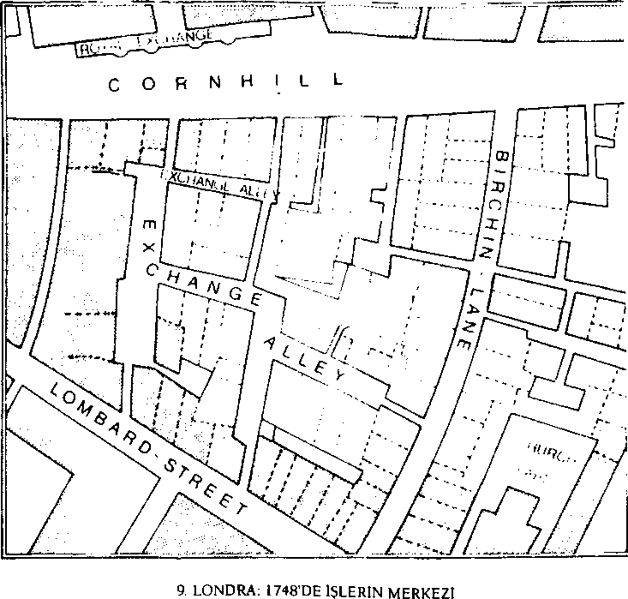 ROYAL EXCHANGE
CORNHILL
EXCHANGE ALLEY
BIRCHIN LANE
EXCHANGE
ALLEY
LOMBARD STREET
9. LONDRA: 1748'DE İŞLERİN MERKEZİ